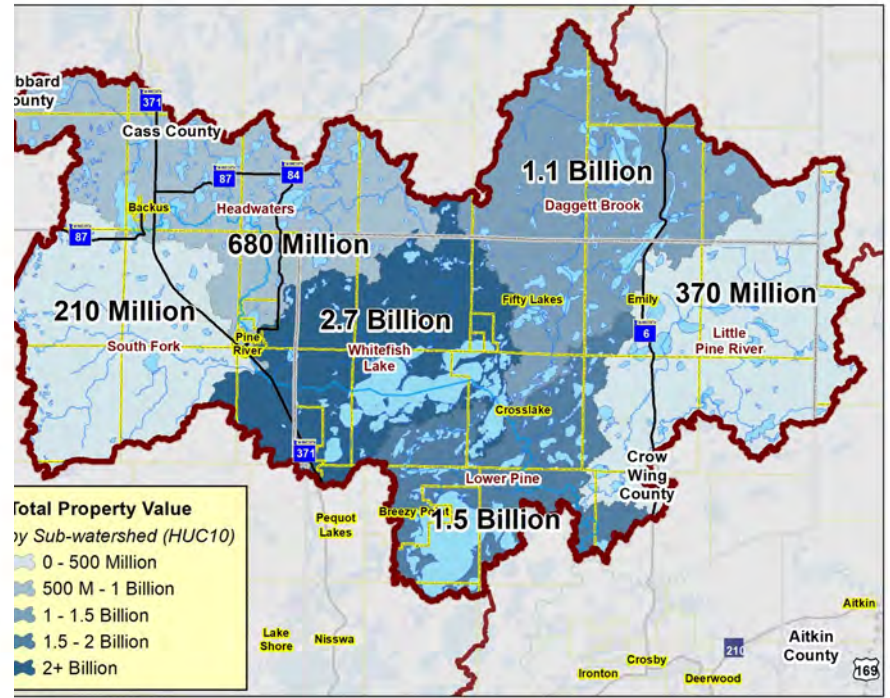 bbard
ounty
371
Cass County
87
84
1.1 Billion
Daggett Brook
Backus
Headwaters
87
680 Million
210 Million
South Fork
Pine
River
2.7 Billion
Whitefish
Lake
Fifty Lakes
Emily
370 Million
Little
Pine River
6
Crosslake
371
Crow
Wing
County
Lower Pine
Breezy Po
t
1.5 Billion
Pequot
Lakes
Total Property Value
by Sub-watershed (HUC10)
0 - 500 Million
500 M - 1 Billion
1 - 1.5 Billion
1.5 - 2 Billion
2+ Billion
Lake
Shore
Nisswa
Aitkin
Aitkin
County
210
169
Crosby
Ironton
Deerwood